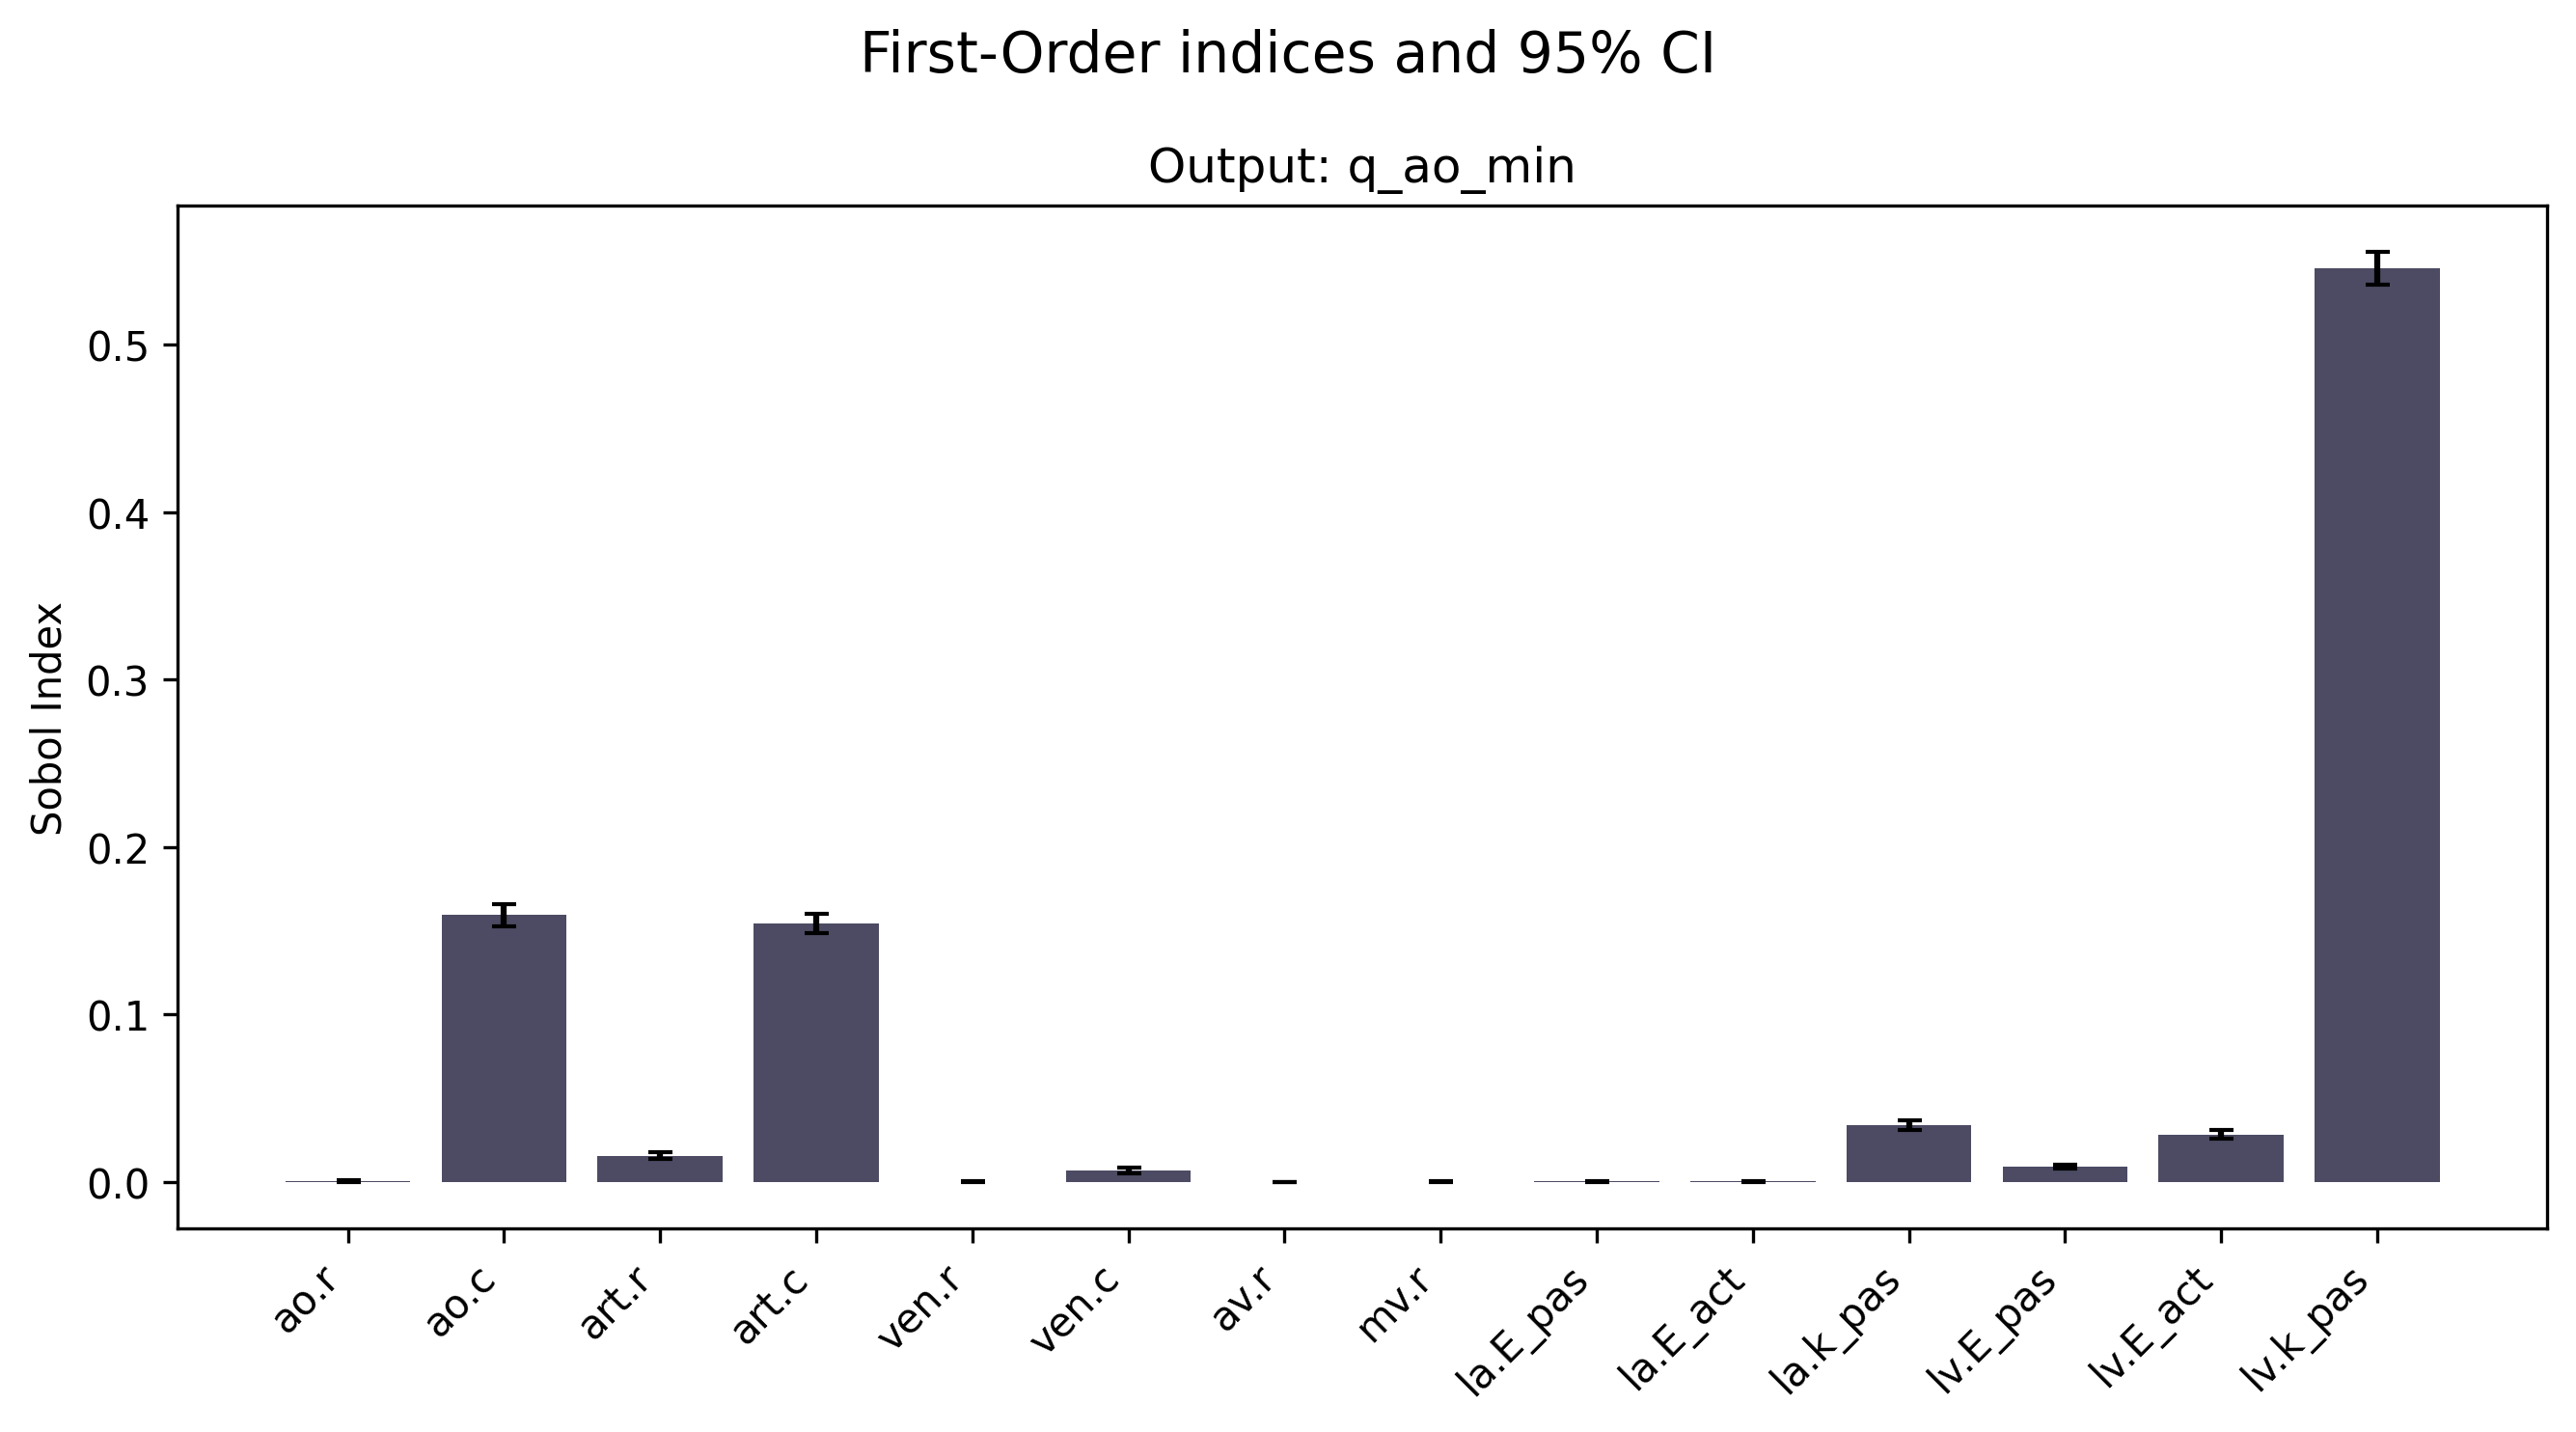 First-Order indices and 95% CI
Output: q_ao_min
Sobol Index
0.5
0.4
0.3
0.2
0.1
0.0
ao.r
ao.c
art.r
art.c
ven.r
ven.c
av.r
mv.r
la.E_pas
la.E_act
la.k_pas
lv.E_pas
lv.E_act
lv.k_pas